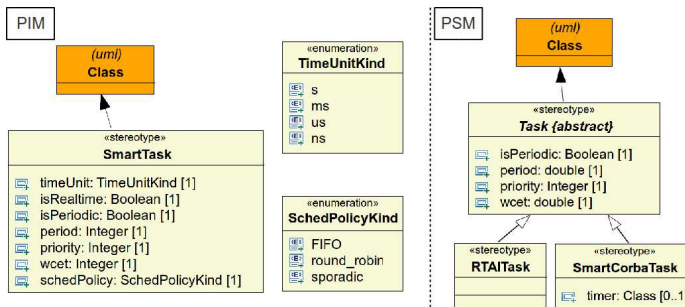 PIM
(uml)
Class
«stereotype»
SmartTask
timeUnit: TimeUnitKind [1]
isRealtime: Boolean [1]
isPeriodic: Boolean [1]
period: Integer [1]
priority: Integer [1]
wcet: Integer [1]
schedPolicy: SchedPolicyKind [1]
«enumeration»
TimeUnitKind
s
ms
us
ns
«enumeration»
SchedPolicyKind
FIFO
round_robin
sporadic
PSM
(uml)
Class
«stereotype»
Task {abstract}
isPeriodic: Boolean [1]
period: double [1]
priority: Integer [1]
wcet: double [1]
«stereotype»
RTAITask
«stereotype»
SmartCorbaTask
timer: Class [0..1